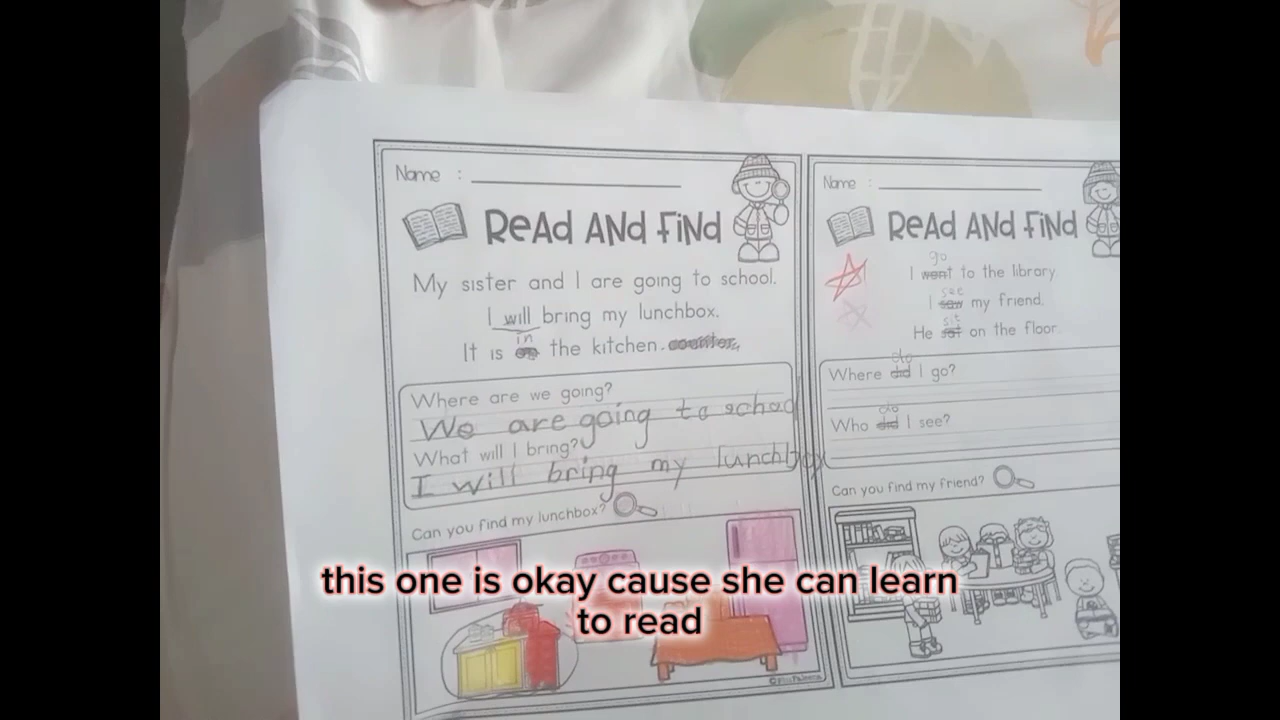 Name :
Read and Find
My sister and I are going to school.
I will bring my lunchbox.
in
It is the kitchen. counter.
Where are we going?
We are going to school
What will I bring?
I will bring my lunchbox
Can you find my lunchbox?
Name :
Read and Find
go
I went to the library.
see
I saw my friend.
sit
He sat on the floor.
do
Where did I go?
do
Who did I see?
Can you find my friend?
this one is okay cause she can learn
to read